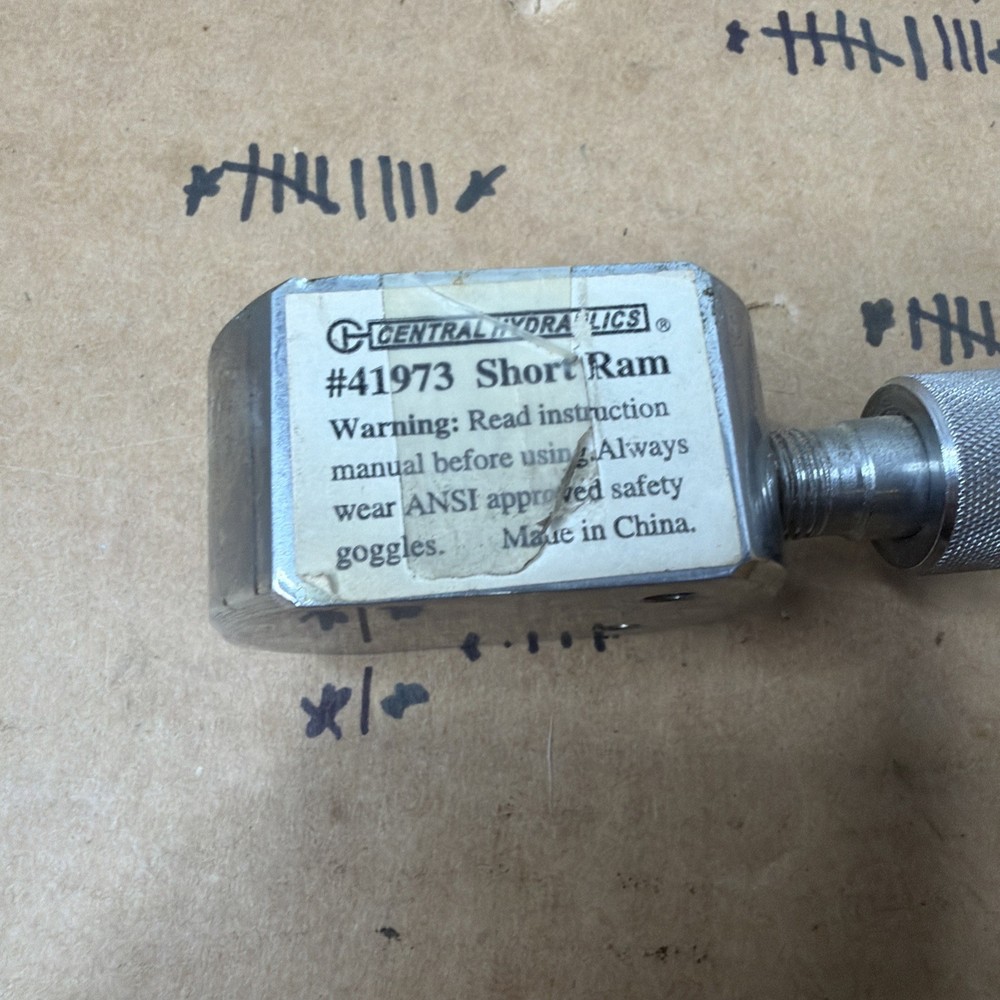 CENTRAL HYDRAULICS ®
#41973 Short Ram
Warning: Read instruction
manual before using. Always
wear ANSI approved safety
goggles. Made in China.